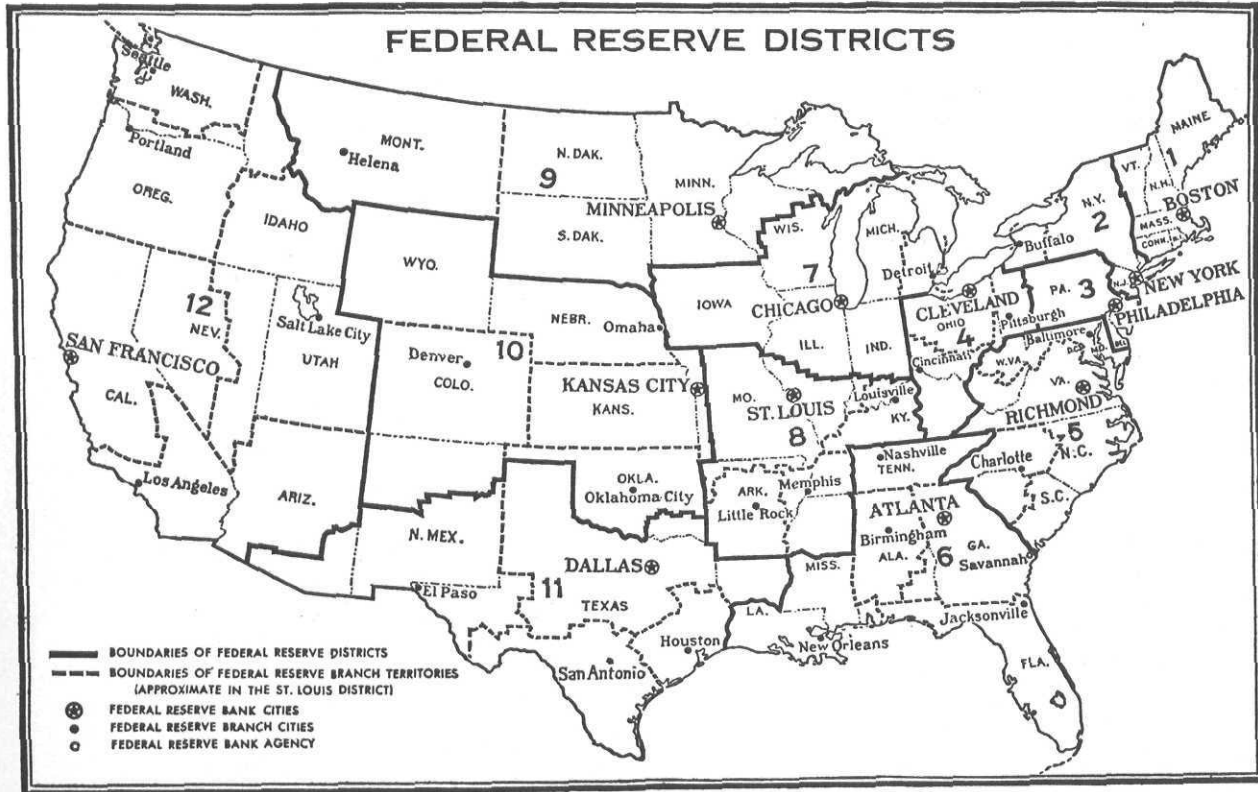 FEDERAL RESERVE DISTRICTS
Seattle
WASH.
Portland
OREG.
IDAHO
MONT.
Helena
N. DAK.
9
S. DAK.
MINN.
MINNEAPOLIS
WIS.
MICH.
7
Detroit
MAINE
1
VT.
N.H.
BOSTON
MASS.
CONN.
R.I.
N.Y.
2
Buffalo
NEW YORK
N.J.
PA.
3
PHILADELPHIA
Pittsburgh
CLEVELAND
OHIO
4
Cincinnati
WYO.
IOWA
CHICAGO
ILL.
IND.
NEBR.
Omaha
12
NEV.
Salt Lake City
UTAH
SAN FRANCISCO
CAL.
Los Angeles
ARIZ.
Denver
COLO.
10
KANSAS CITY
KANS.
MO.
ST. LOUIS
8
Louisville
KY.
W.VA.
Baltimore
D.C.
MD.
DEL.
VA.
RICHMOND
5
N.C.
Charlotte
S.C.
Nashville
TENN.
Memphis
ARK.
Little Rock
OKLA.
Oklahoma City
N. MEX.
El Paso
DALLAS
11
TEXAS
Houston
San Antonio
LA.
New Orleans
MISS.
ATLANTA
Birmingham
ALA.
6
GA.
Savannah
Jacksonville
FLA.
BOUNDARIES OF FEDERAL RESERVE DISTRICTS
BOUNDARIES OF FEDERAL RESERVE BRANCH TERRITORIES
(APPROXIMATE IN THE ST. LOUIS DISTRICT)
FEDERAL RESERVE BANK CITIES
FEDERAL RESERVE BRANCH CITIES
FEDERAL RESERVE BANK AGENCY